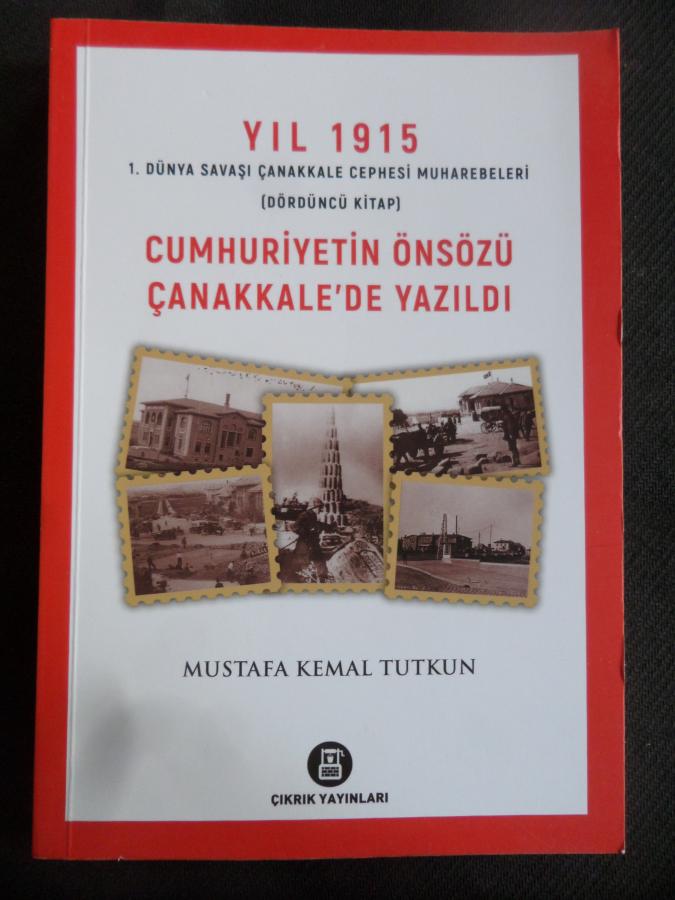 YIL 1915
1. DÜNYA SAVAŞI ÇANAKKALE CEPHESİ MUHAREBELERİ
(DÖRDÜNCÜ KİTAP)
CUMHURİYETİN ÖNSÖZÜ
ÇANAKKALE'DE YAZILDI
MUSTAFA KEMAL TUTKUN
ÇIKRIK YAYINLARI